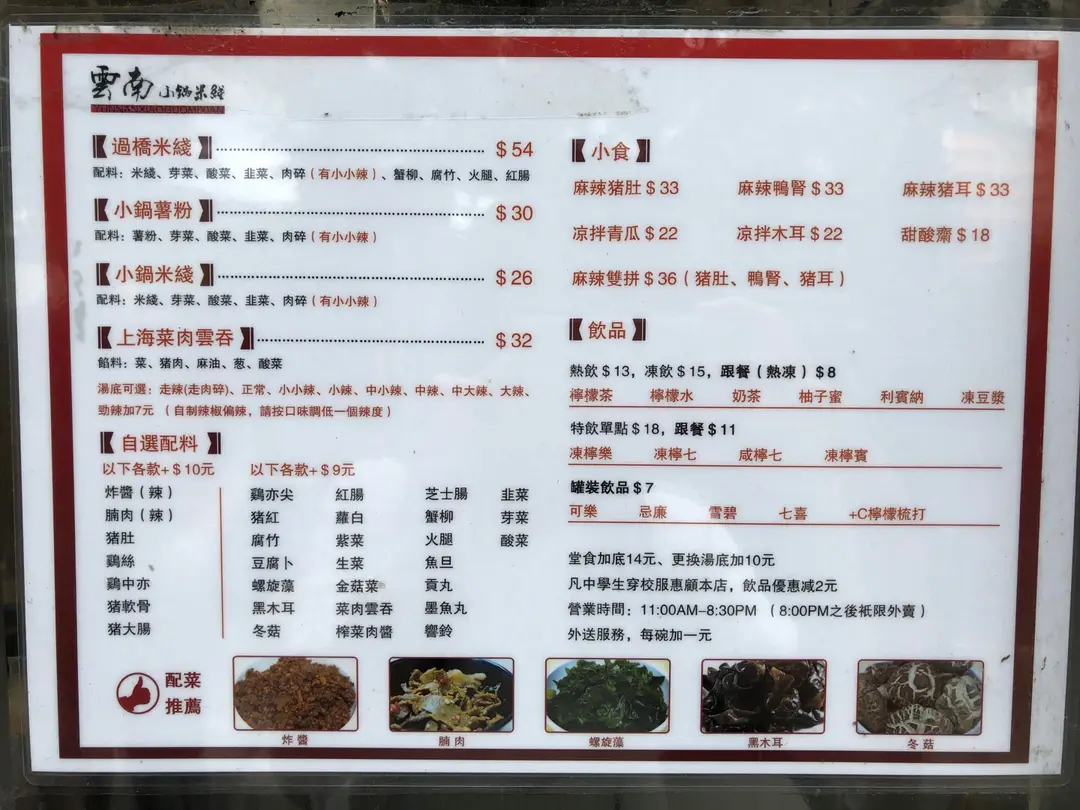 雲南小鍋米綫
YUNNANXIAOGUOMIXIAN
【過橋米綫】 $54
配料：米綫、芽菜、酸菜、韭菜、肉碎（有小小辣）、蟹柳、腐竹、火腿、紅腸
【小鍋薯粉】 $30
配料：薯粉、芽菜、酸菜、韭菜、肉碎（有小小辣）
【小鍋米綫】 $26
配料：米綫、芽菜、酸菜、韭菜、肉碎（有小小辣）
【上海菜肉雲吞】 $32
餡料：菜、猪肉、麻油、葱、酸菜
湯底可選：走辣(走肉碎)、正常、小小辣、小辣、中小辣、中辣、中大辣、大辣、
勁辣加7元 （自制辣椒偏辣，請按口味調低一個辣度）
【自選配料】
以下各款+$10元
炸醬（辣）
腩肉（辣）
猪肚
鷄絲
鷄中亦
猪軟骨
猪大腸
以下各款+$9元
鷄亦尖 紅腸 芝士腸 韭菜
猪紅 蘿白 蟹柳 芽菜
腐竹 紫菜 火腿 酸菜
豆腐卜 生菜 魚旦
螺旋藻 金菇菜 貢丸
黑木耳 菜肉雲吞 墨魚丸
冬菇 榨菜肉醬 響鈴
【小食】
麻辣猪肚$33 麻辣鴨腎$33 麻辣猪耳$33
凉拌青瓜$22 凉拌木耳$22 甜酸齋$18
麻辣雙拼$36（猪肚、鴨腎、猪耳）
【飲品】
熱飲$13，凍飲$15，跟餐（熱凍）$8
檸檬茶 檸檬水 奶茶 柚子蜜 利賓納 凍豆漿
特飲單點$18，跟餐$11
凍檸樂 凍檸七 咸檸七 凍檸賓
罐裝飲品$7
可樂 忌廉 雪碧 七喜 +C檸檬梳打
堂食加底14元、更换湯底加10元
凡中學生穿校服惠顧本店，飲品優惠减2元
營業時間：11:00AM–8:30PM （8:00PM之後衹限外賣）
外送服務，每碗加一元
配菜
推薦
炸醬 腩肉 螺旋藻 黑木耳 冬菇